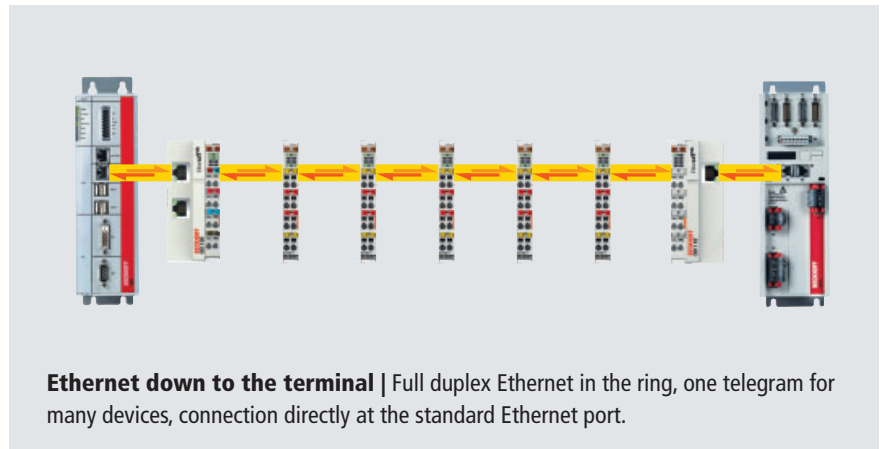 Ethernet down to the terminal | Full duplex Ethernet in the ring, one telegram for
many devices, connection directly at the standard Ethernet port.